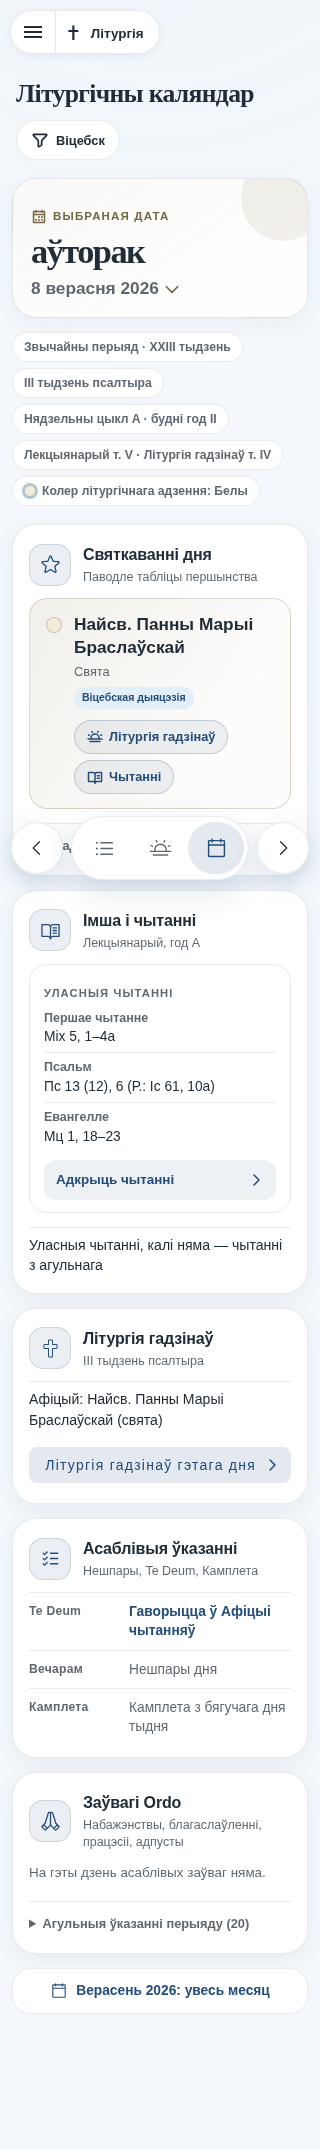 Літургія
Літургічны каляндар
Віцебск
ВЫБРАНАЯ ДАТА
аўторак
8 верасня 2026
Звычайны перыяд · XXIII тыдзень
III тыдзень псалтыра
Нядзельны цыкл A · будні год II
Лекцыянарый т. V · Літургія гадзінаў т. IV
Колер літургічнага адзення: Белы
Святкаванні дня
Паводле табліцы першынства
Найсв. Панны Марыі
Браслаўскай
Свята
Віцебская дыяцэзія
Літургія гадзінаў
Чытанні
Імша і чытанні
Лекцыянарый, год A
УЛАСНЫЯ ЧЫТАННІ
Першае чытанне
Міх 5, 1–4а
Псальм
Пс 13 (12), 6 (Р.: Іс 61, 10а)
Евангелле
Мц 1, 18–23
Адкрыць чытанні
Уласныя чытанні, калі няма — чытанні
з агульнага
Літургія гадзінаў
III тыдзень псалтыра
Афіцый: Найсв. Панны Марыі
Браслаўскай (свята)
Літургія гадзінаў гэтага дня
Асаблівыя ўказанні
Нешпары, Te Deum, Камплета
Te Deum
Гаворыцца ў Афіцыі
чытанняў
Вечарам
Нешпары дня
Камплета
Камплета з бягучага дня
тыдня
Заўвагі Ordo
Набажэнствы, благаслаўленні,
працэсіі, адпусты
На гэты дзень асаблівых заўваг няма.
Агульныя ўказанні перыяду (20)
Верасень 2026: увесь месяц